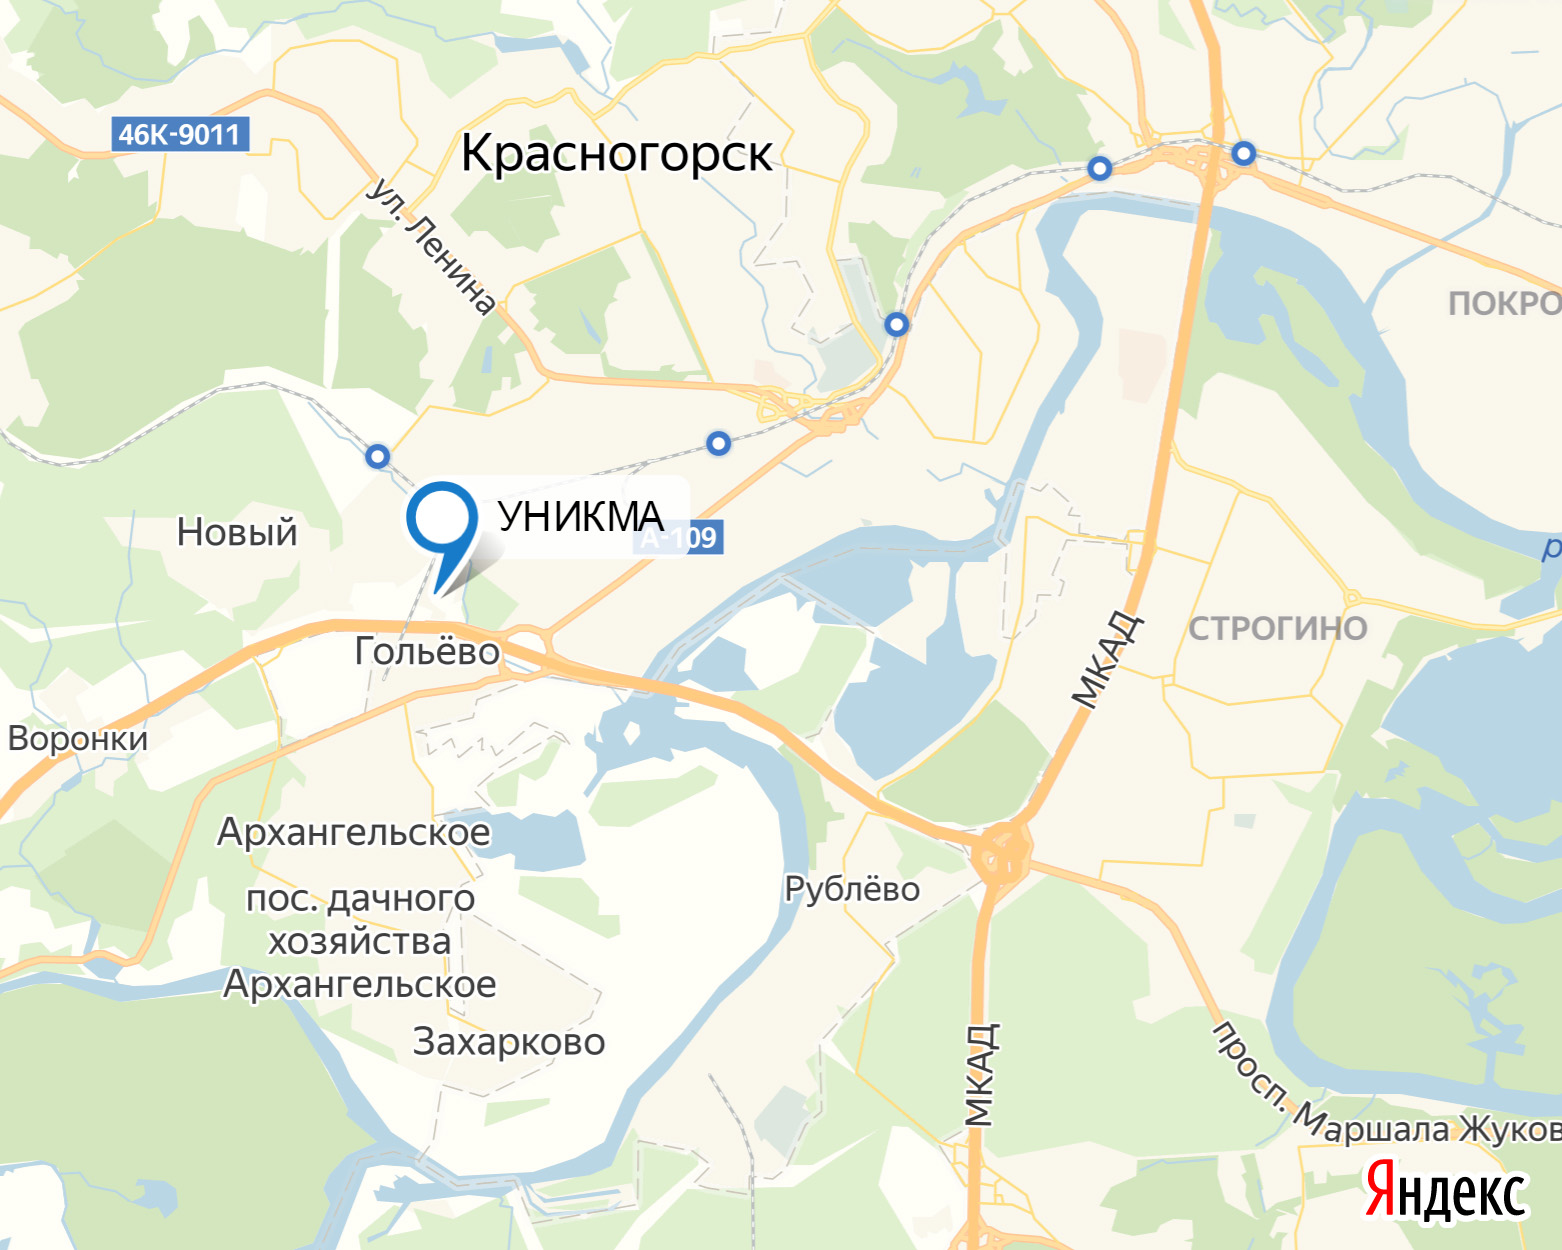 46К-9011
Красногорск
ул. Ленина
ПОКРО
УНИКМА
А-109
Новый
р
Гольёво
СТРОГИНО
МКАД
Воронки
Архангельское
Рублёво
пос. дачного
хозяйства
Архангельское
Захарково
МКАД
просп. Маршала Жуков
Яндекс